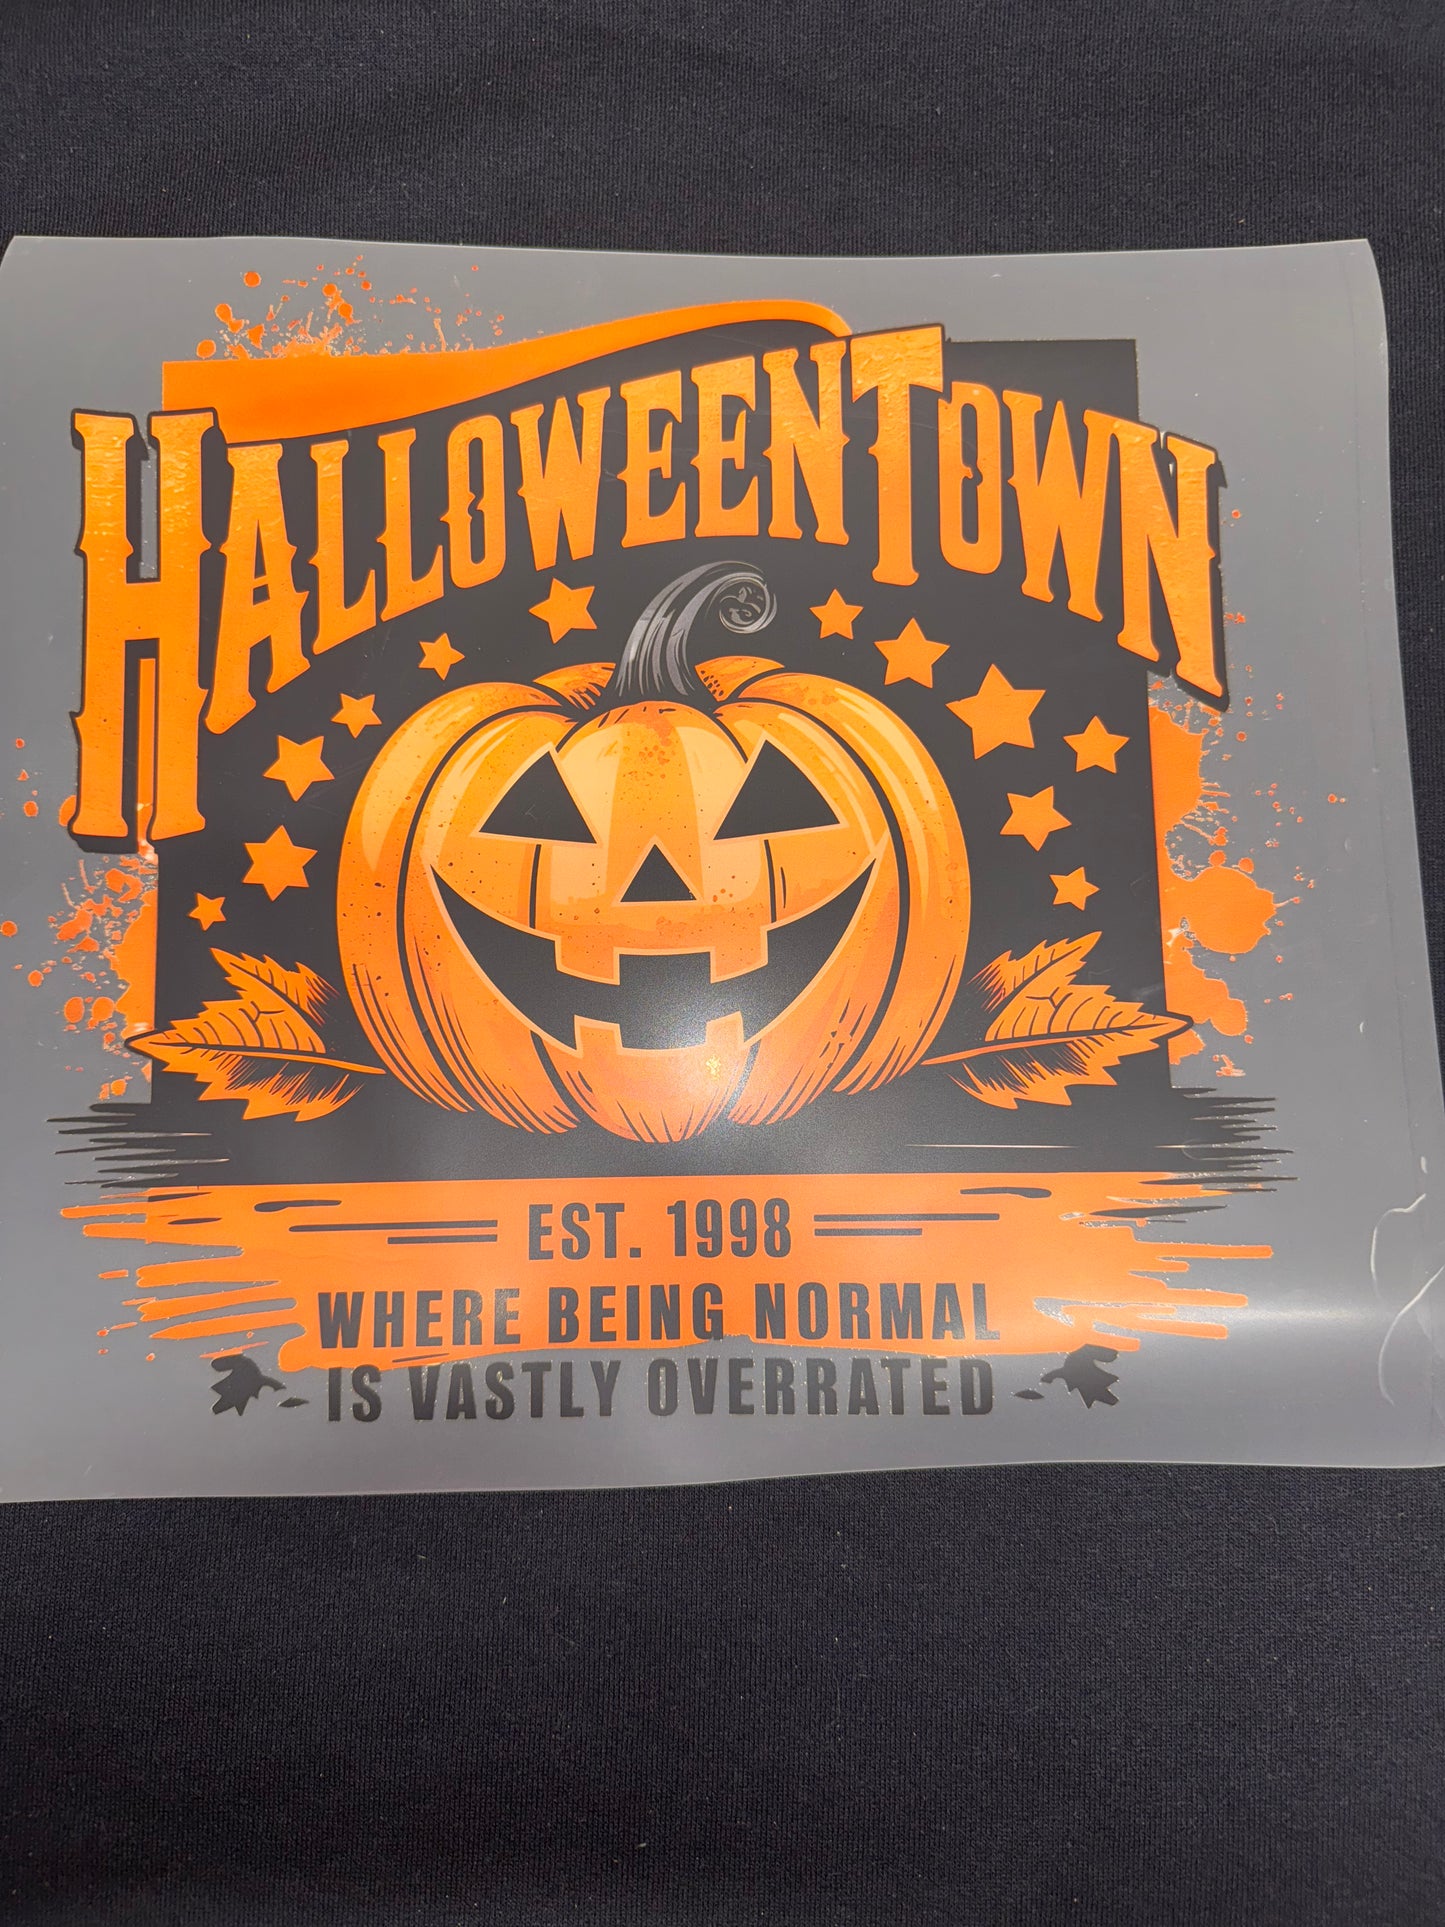 HALLOWEENTOWN
EST. 1998
WHERE BEING NORMAL
IS VASTLY OVERRATED